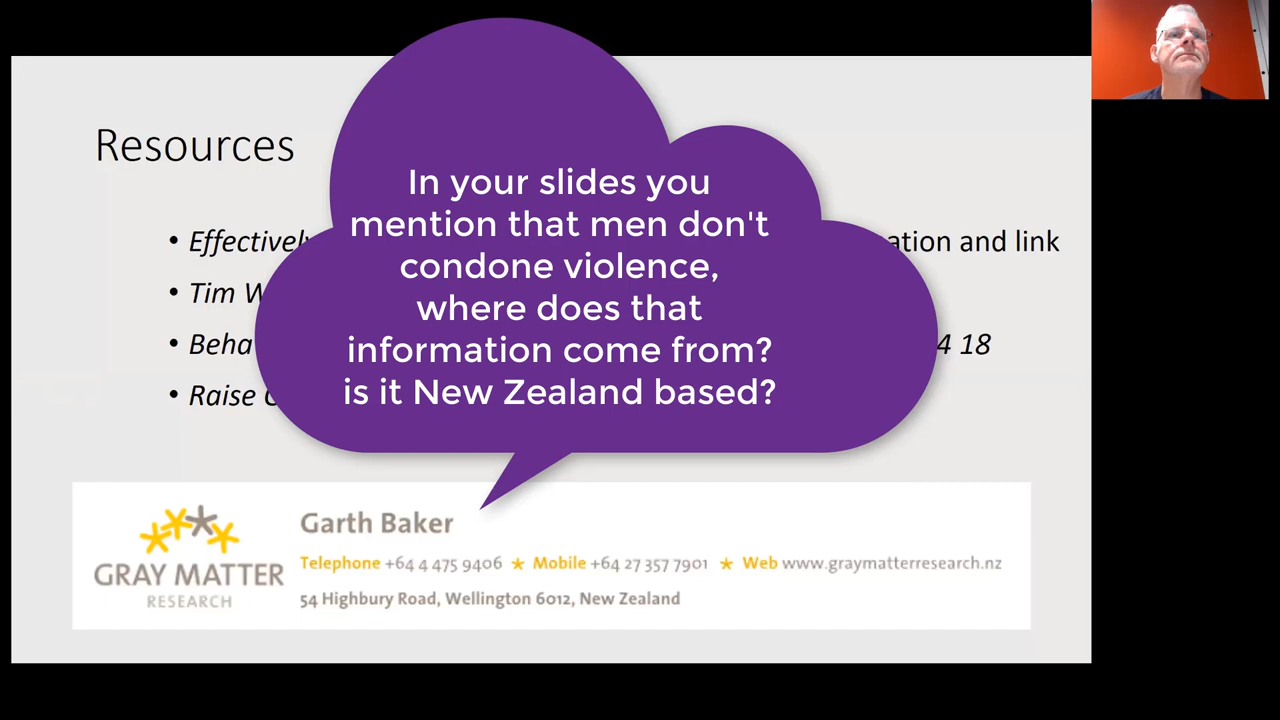 Resources
In your slides you
mention that men don't
condone violence,
where does that
information come from?
is it New Zealand based?
• Effectively
and link
• Tim
•
4 18
• Raise
GRAY MATTER
RESEARCH
Garth Baker
Telephone +64 4 475 9406 ★ Mobile +64 27 357 7901 ★ Web www.graymatterresearch.nz
54 Highbury Road, Wellington 6012, New Zealand